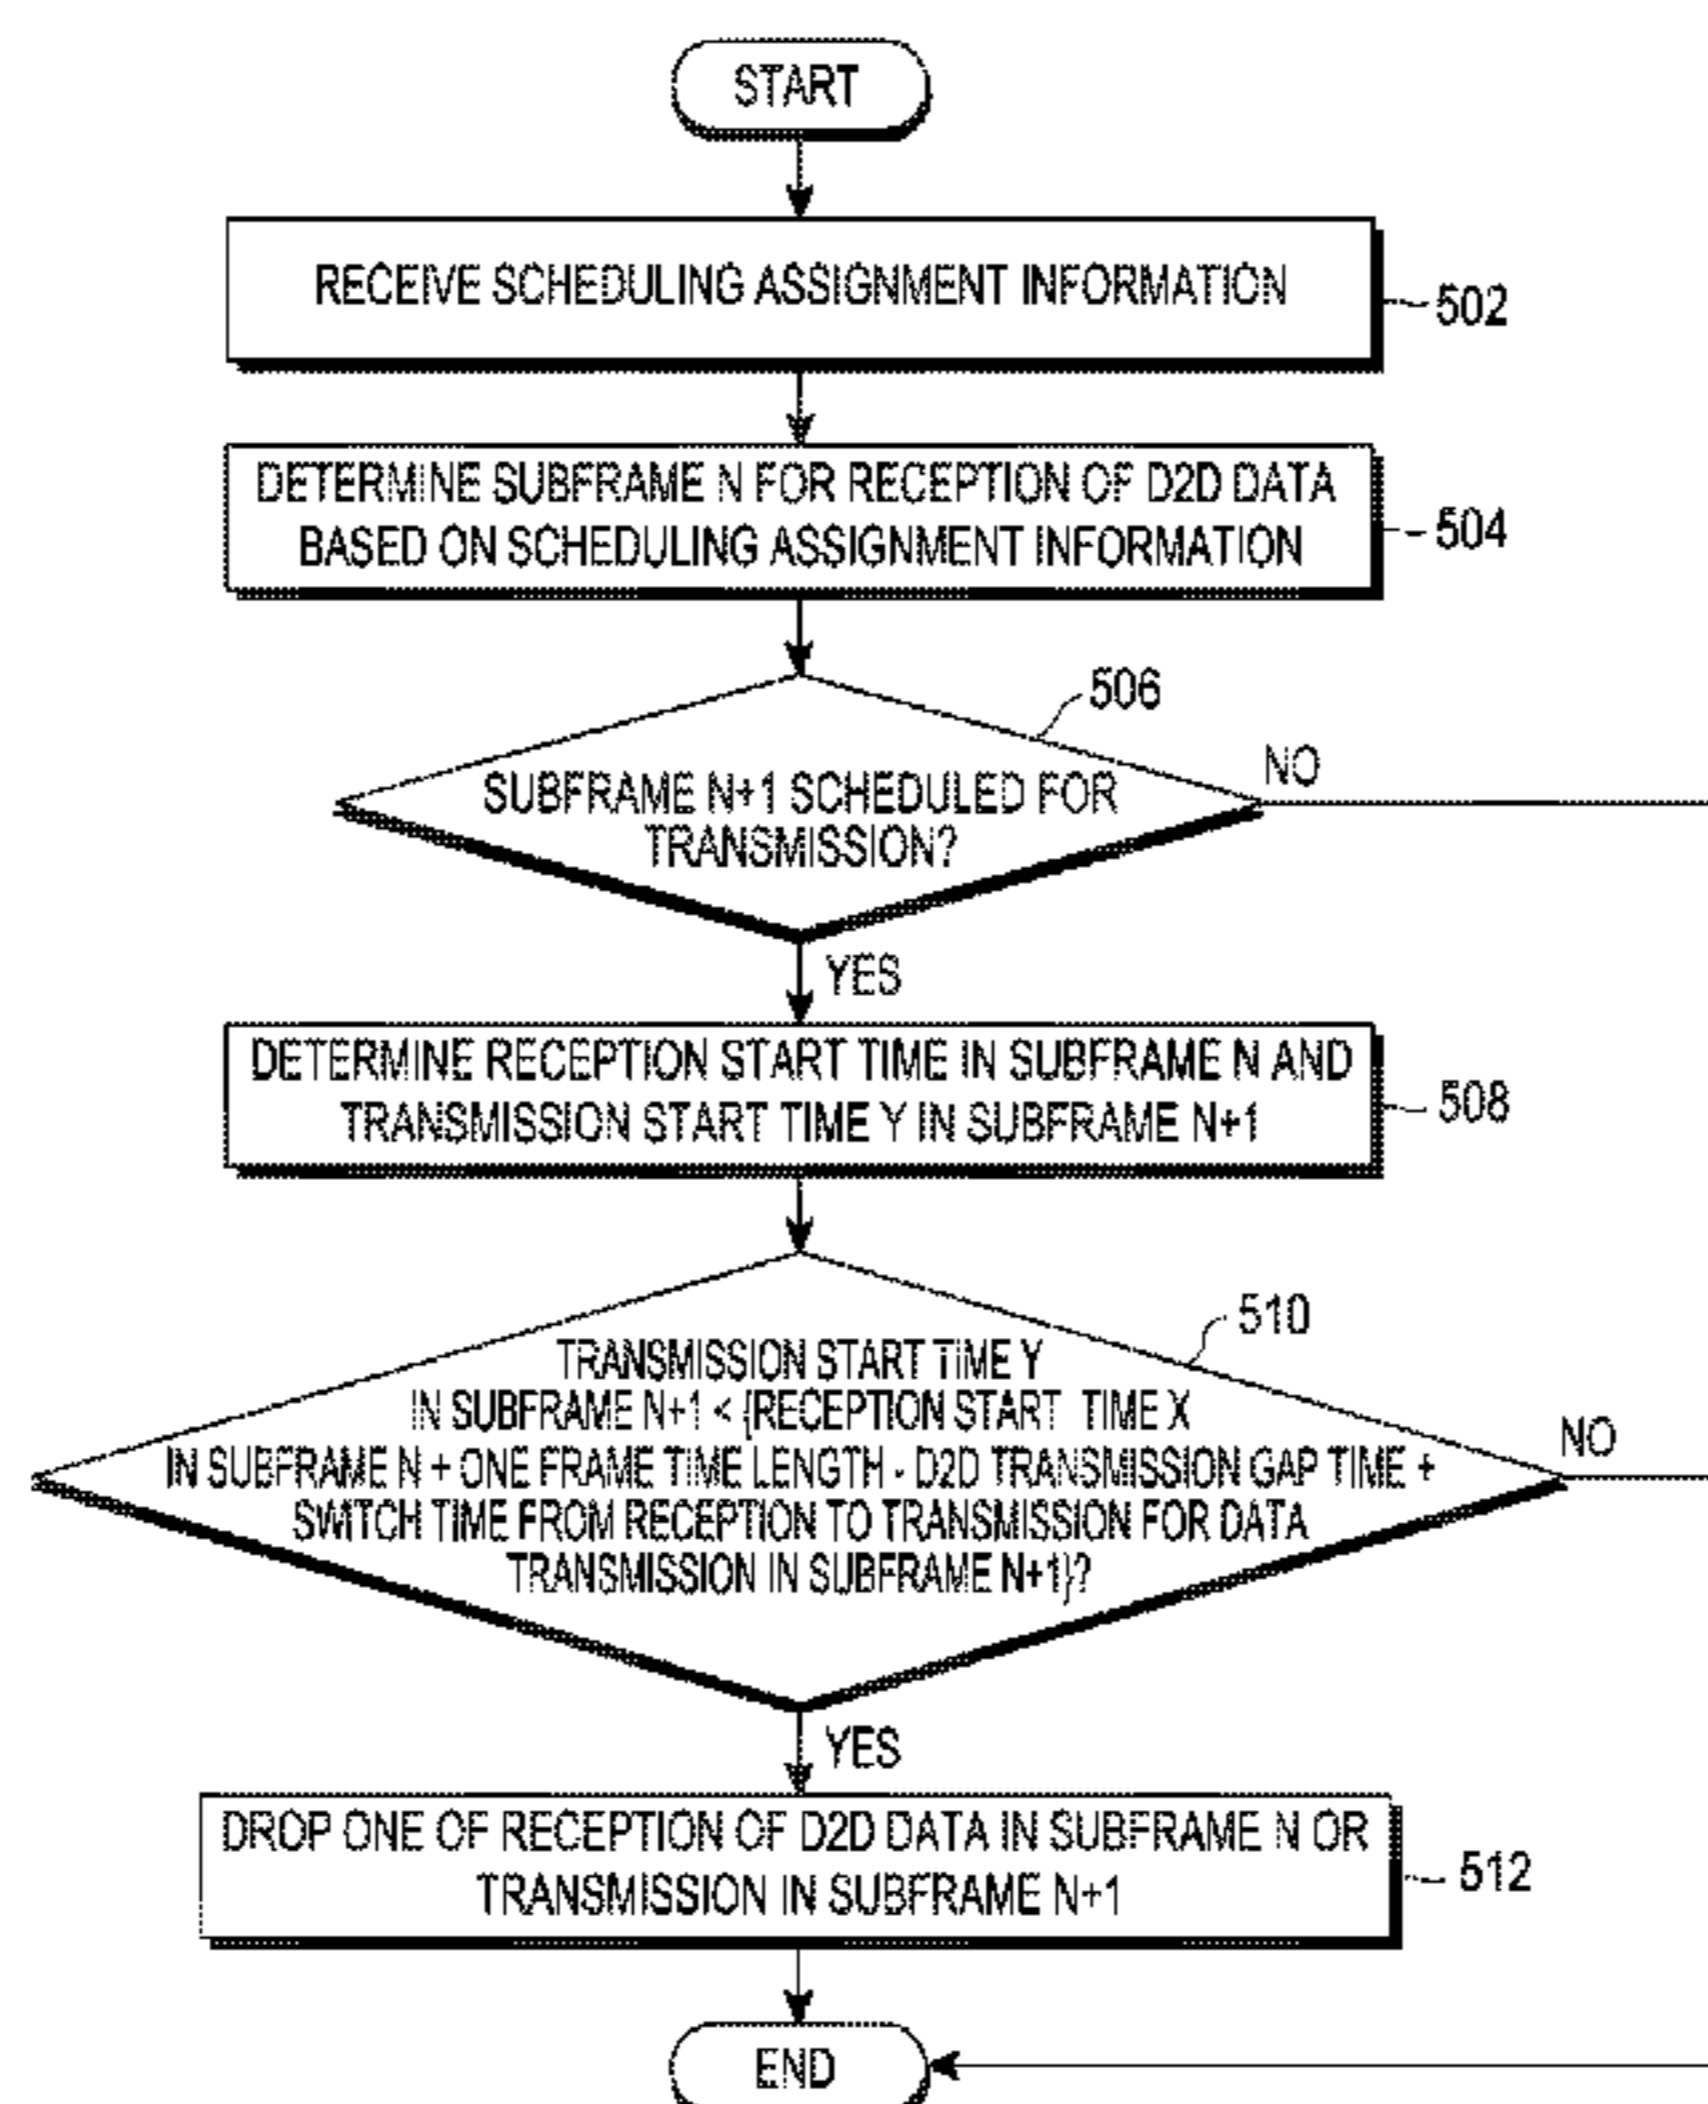 START
RECEIVE SCHEDULING ASSIGNMENT INFORMATION
502
DETERMINE SUBFRAME N FOR RECEPTION OF D2D DATA
BASED ON SCHEDULING ASSIGNMENT INFORMATION
504
506
NO
SUBFRAME N+1 SCHEDULED FOR
TRANSMISSION?
YES
DETERMINE RECEPTION START TIME IN SUBFRAME N AND
TRANSMISSION START TIME Y IN SUBFRAME N+1
508
510
TRANSMISSION START TIME Y
IN SUBFRAME N+1 < {RECEPTION START TIME X
NO
IN SUBFRAME N + ONE FRAME TIME LENGTH - D2D TRANSMISSION GAP TIME +
SWITCH TIME FROM RECEPTION TO TRANSMISSION FOR DATA
TRANSMISSION IN SUBFRAME N+1}?
YES
DROP ONE OF RECEPTION OF D2D DATA IN SUBFRAME N OR
TRANSMISSION IN SUBFRAME N+1
512
END